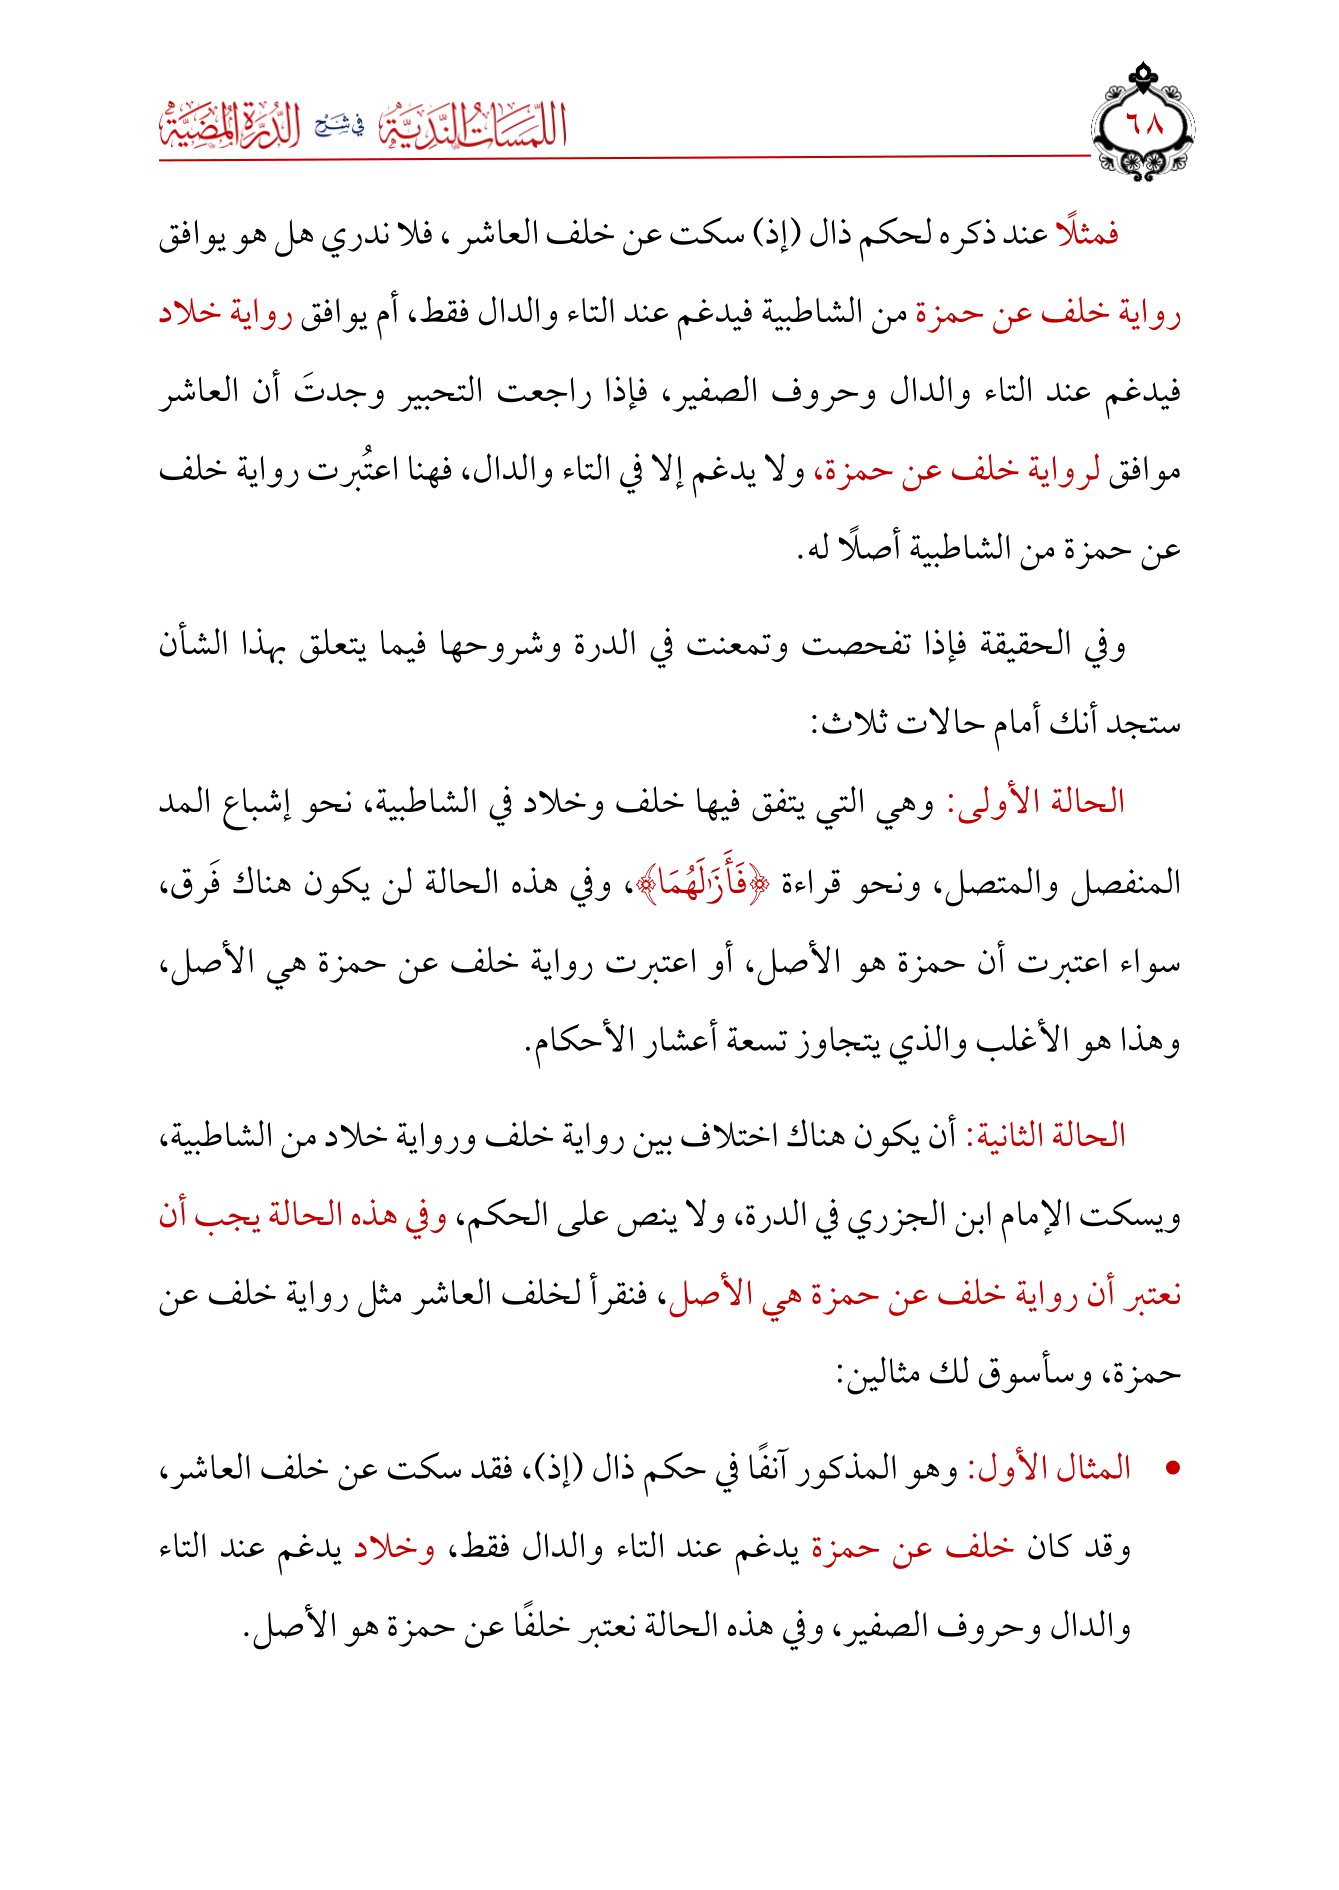 ٦٨
اللَّمَسَاتُ النَّدِيَّةُ في شَرْحِ الدُّرَّةِ المُضِيَّةِ
فمثلًا عند ذكره لحكم ذال (إذ) سكت عن خلف العاشر ، فلا ندري هل هو يوافق
رواية خلف عن حمزة من الشاطبية فيدغم عند التاء والدال فقط، أم يوافق رواية خلاد
فيدغم عند التاء والدال وحروف الصفير، فإذا راجعت التحبير وجدتَ أن العاشر
موافق لرواية خلف عن حمزة، ولا يدغم إلا في التاء والدال، فهنا اعتُبرت رواية خلف
عن حمزة من الشاطبية أصلًا له.
وفي الحقيقة فإذا تفحصت وتمعنت في الدرة وشروحها فيما يتعلق بهذا الشأن
ستجد أنك أمام حالات ثلاث:
الحالة الأولى: وهي التي يتفق فيها خلف وخلاد في الشاطبية، نحو إشباع المد
المنفصل والمتصل، ونحو قراءة ﴿فَأَزَٰلَهُمَا﴾، وفي هذه الحالة لن يكون هناك فَرق،
سواء اعتبرت أن حمزة هو الأصل، أو اعتبرت رواية خلف عن حمزة هي الأصل،
وهذا هو الأغلب والذي يتجاوز تسعة أعشار الأحكام.
الحالة الثانية: أن يكون هناك اختلاف بين رواية خلف ورواية خلاد من الشاطبية،
ويسكت الإمام ابن الجزري في الدرة، ولا ينص على الحكم، وفي هذه الحالة يجب أن
نعتبر أن رواية خلف عن حمزة هي الأصل، فنقرأ لخلف العاشر مثل رواية خلف عن
حمزة، وسأسوق لك مثالين:
• المثال الأول: وهو المذكور آنفًا في حكم ذال (إذ)، فقد سكت عن خلف العاشر،
وقد كان خلف عن حمزة يدغم عند التاء والدال فقط، وخلاد يدغم عند التاء
والدال وحروف الصفير، وفي هذه الحالة نعتبر خلفًا عن حمزة هو الأصل.